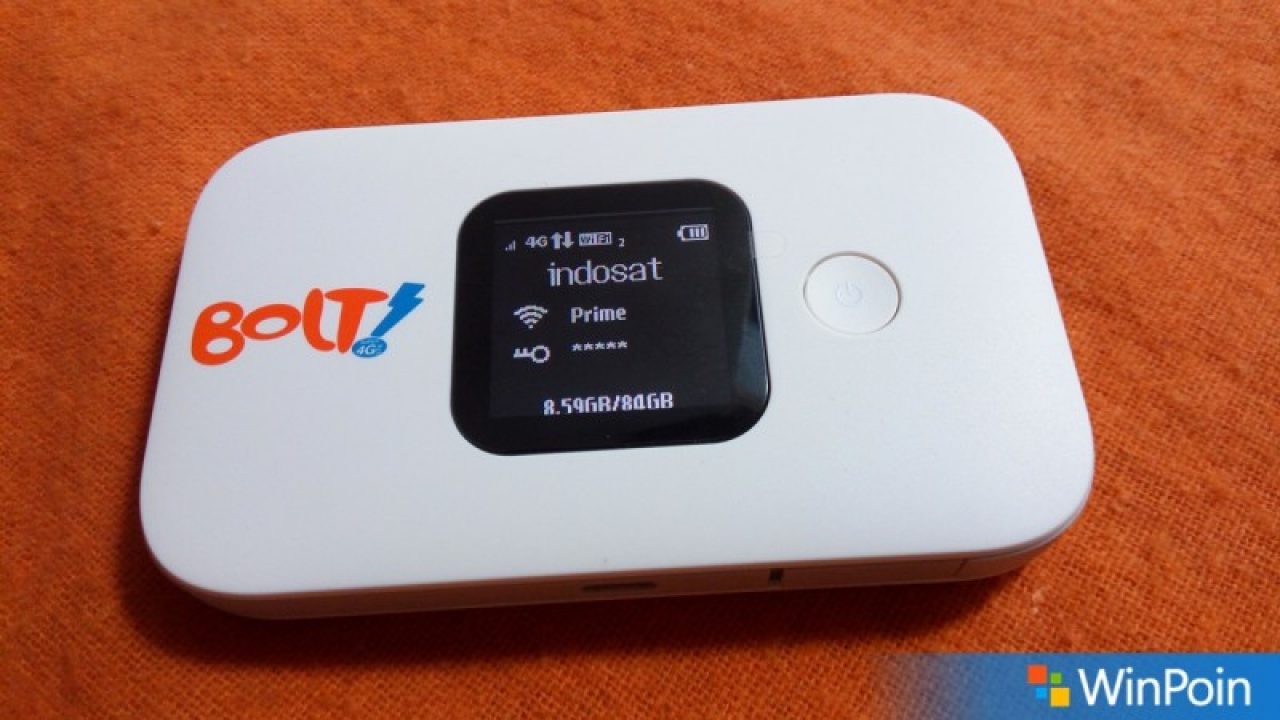 4G WiFi 2
indosat
Prime
*****
8.59GB/84GB
BOLT!
4G
WinPoin